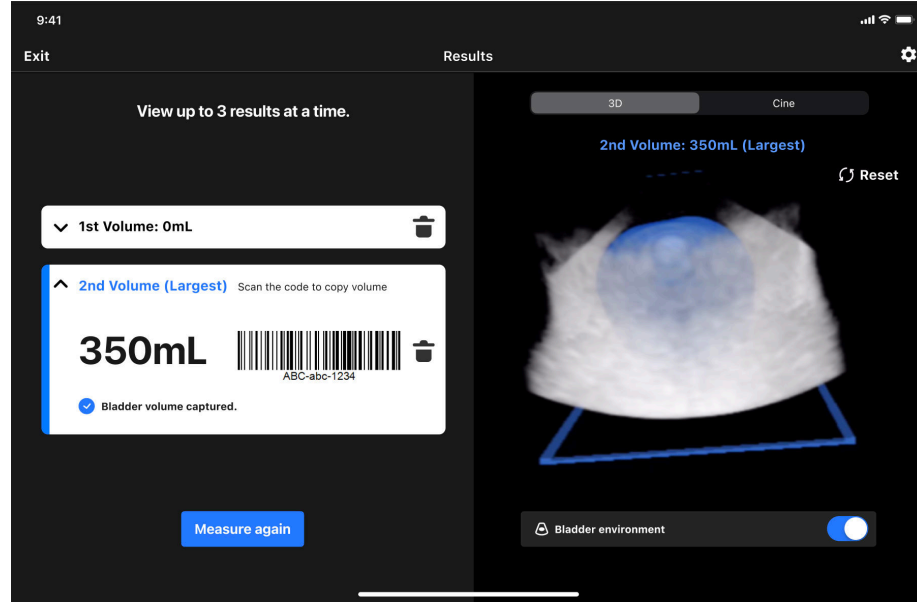 9:41
Exit
Results
View up to 3 results at a time.
1st Volume: 0mL
2nd Volume (Largest) Scan the code to copy volume
350mL
ABC-abc-1234
Bladder volume captured.
Measure again
3D Cine
2nd Volume: 350mL (Largest)
Reset
Bladder environment